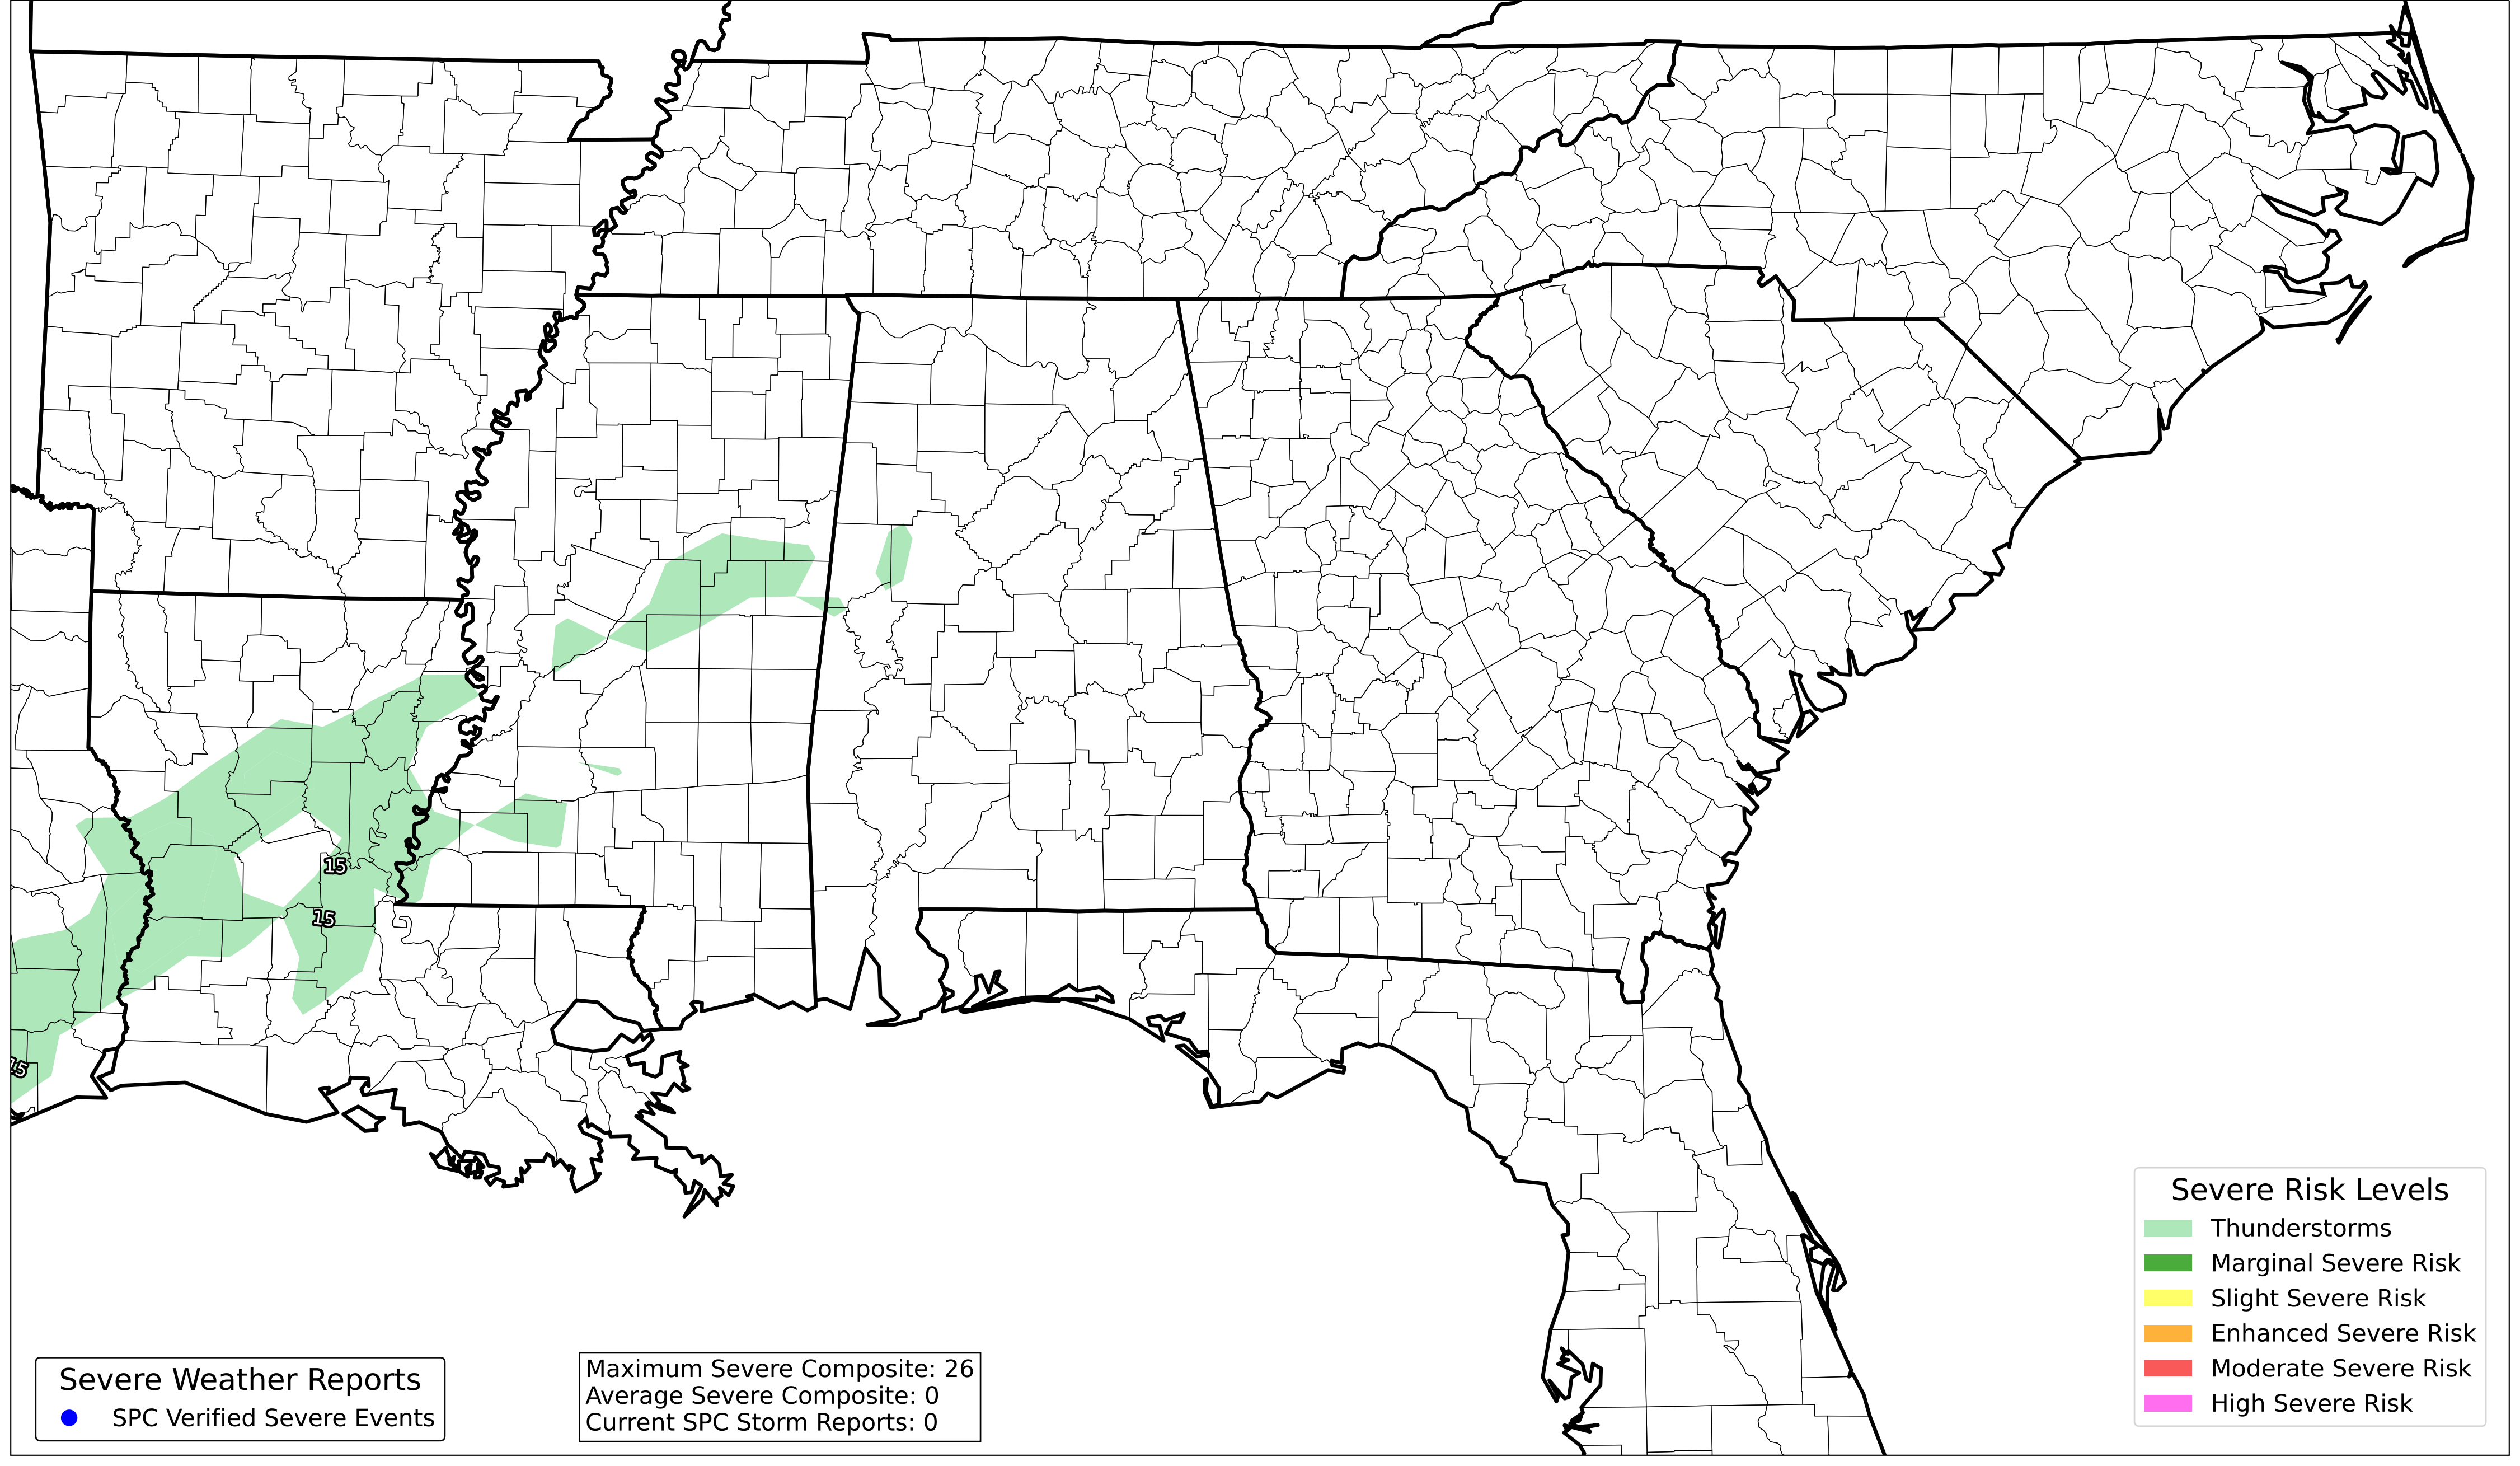 15
15
15
Severe Risk Levels
Thunderstorms
Marginal Severe Risk
Slight Severe Risk
Enhanced Severe Risk
Moderate Severe Risk
High Severe Risk
Severe Weather Reports
SPC Verified Severe Events
Maximum Severe Composite: 26
Average Severe Composite: 0
Current SPC Storm Reports: 0